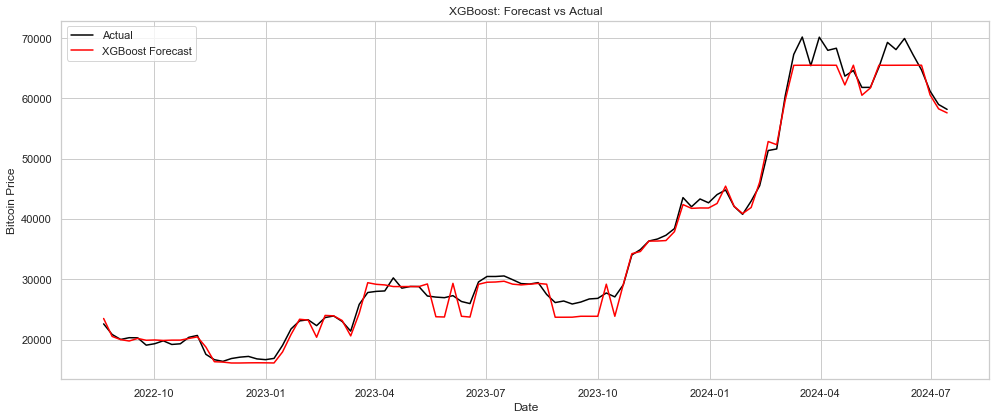 XGBoost: Forecast vs Actual
Actual
XGBoost Forecast
70000
60000
50000
40000
30000
20000
Bitcoin Price
2022-10
2023-01
2023-04
2023-07
2023-10
2024-01
2024-04
2024-07
Date